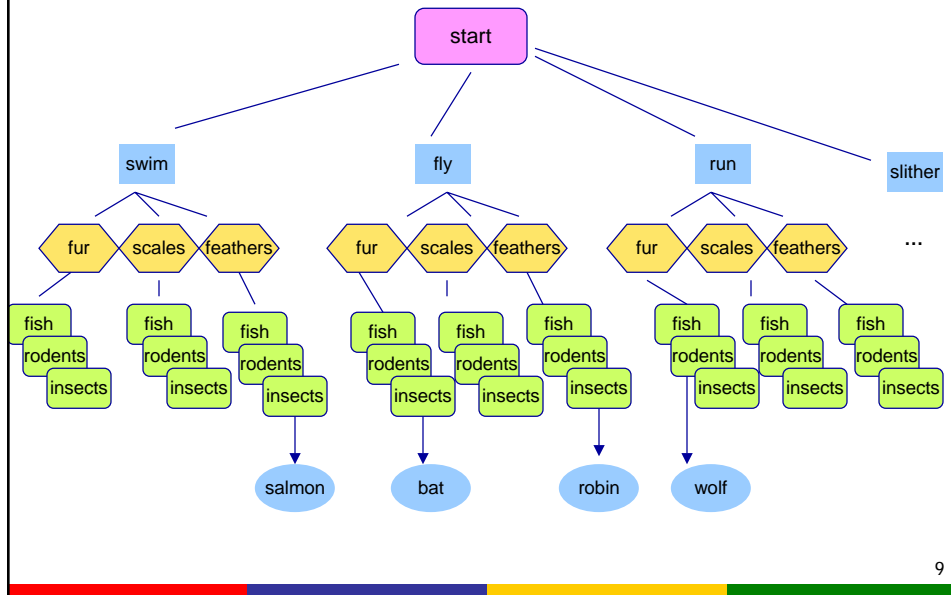 start
swim
fly
run
slither
fur
scales
feathers
fur
scales
feathers
fur
scales
feathers
...
fish
rodents
insects
fish
rodents
insects
fish
rodents
insects
fish
rodents
insects
fish
rodents
insects
fish
rodents
insects
fish
rodents
insects
fish
rodents
insects
fish
rodents
insects
salmon
bat
robin
wolf
9